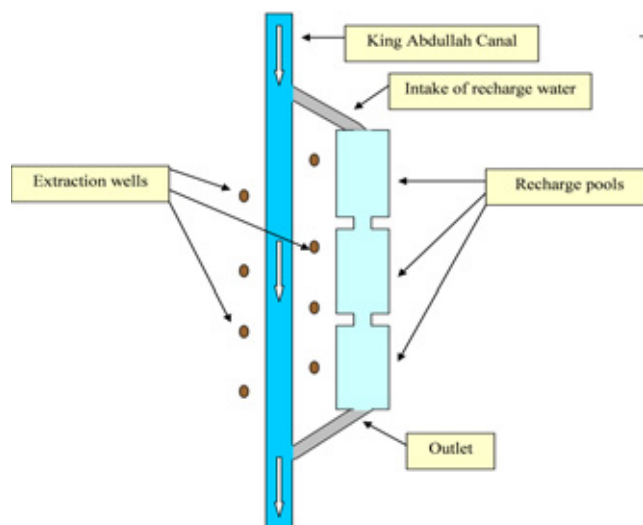 King Abdullah Canal
Intake of recharge water
Extraction wells
Recharge pools
Outlet